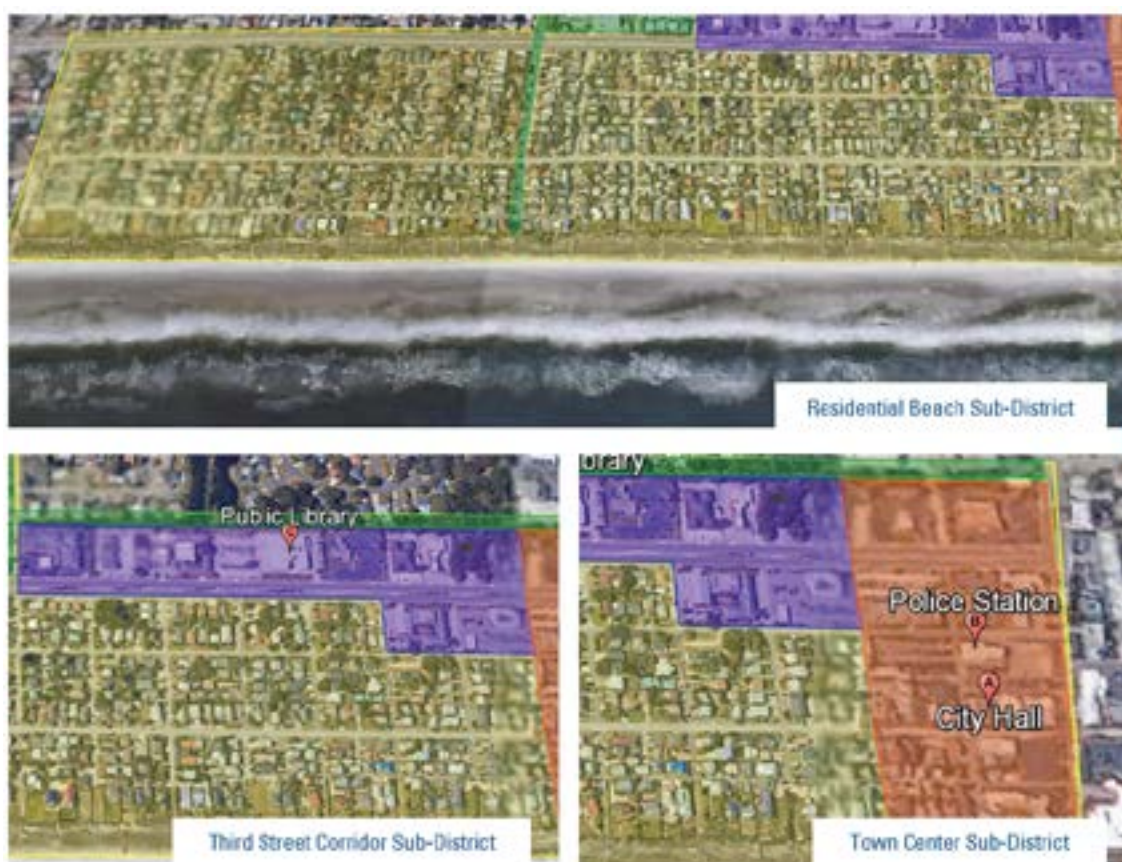 Residential Beach Sub-District
Public Library
C
Third Street Corridor Sub-District
brary
Police Station
B
A
City Hall
Town Center Sub-District